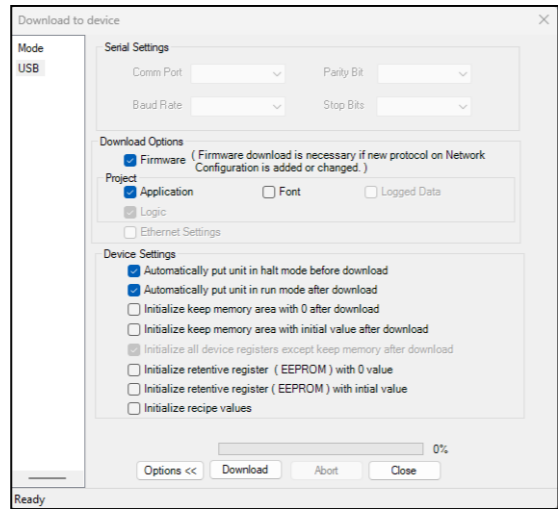 Download to device
Mode
USB
Serial Settings
Comm Port
Parity Bit
Baud Rate
Stop Bits
Download Options
Firmware ( Firmware download is necessary if new protocol on Network
Configuration is added or changed. )
Project
Application
Font
Logged Data
Logic
Ethernet Settings
Device Settings
Automatically put unit in halt mode before download
Automatically put unit in run mode after download
Initialize keep memory area with 0 after download
Initialize keep memory area with initial value after download
Initialize all device registers except keep memory after download
Initialize retentive register ( EEPROM ) with 0 value
Initialize retentive register ( EEPROM ) with intial value
Initialize recipe values
0%
Options <<
Download
Abort
Close
Ready